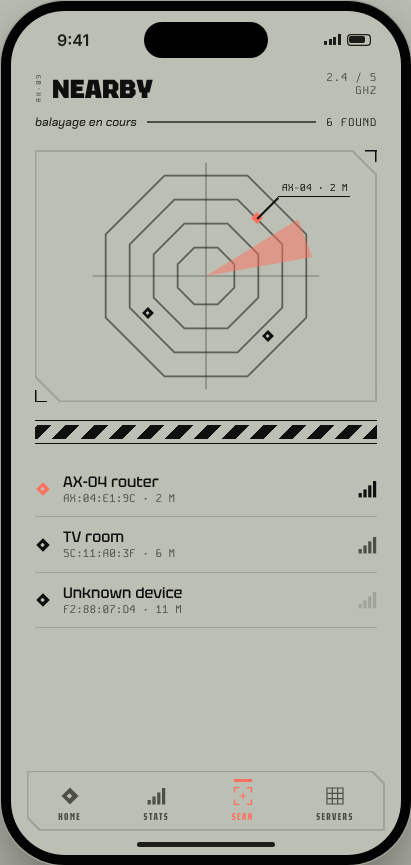 9:41
AX-03
NEARBY
2.4 / 5
GHZ
balayage en cours
6 FOUND
AX-04 · 2 M
AX-04 router
AX:04:E1:9C · 2 M
TV room
5C:11:A0:3F · 6 M
Unknown device
F2:88:07:D4 · 11 M
HOME
STATS
SCAN
SERVERS